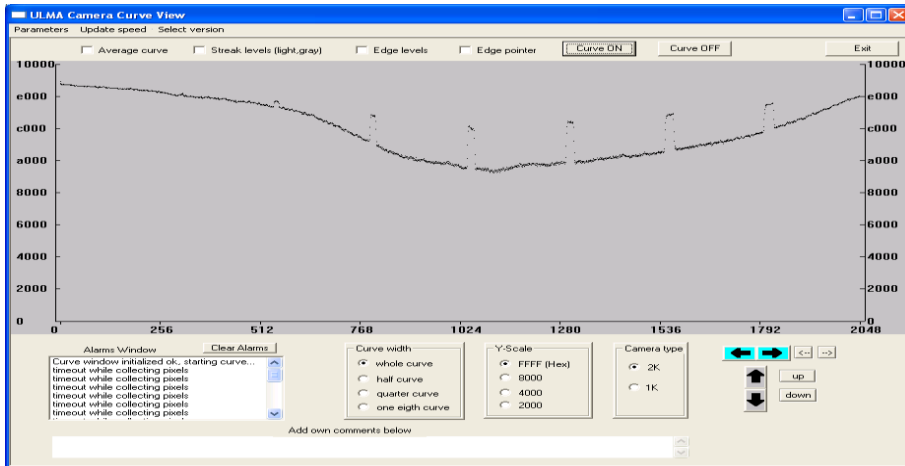 ULMA Camera Curve View
Parameters Update speed Select version
Average curve Streak levels (light,gray) Edge levels Edge pointer Curve ON Curve OFF Exit
10000 10000
e000 e000
c000 c000
a000 a000
8000 8000
6000 6000
4000 4000
2000 2000
0 0
0 256 512 768 1024 1280 1536 1792 2048
Alarms Window Clear Alarms
Curve window initialized ok, starting curve...
timeout while collecting pixels
timeout while collecting pixels
timeout while collecting pixels
timeout while collecting pixels
timeout while collecting pixels
Curve width
whole curve
half curve
quarter curve
one eigth curve
Y-Scale
FFFF (Hex)
8000
4000
2000
Camera type
2K
1K
<-- -->
up
down
Add own comments below